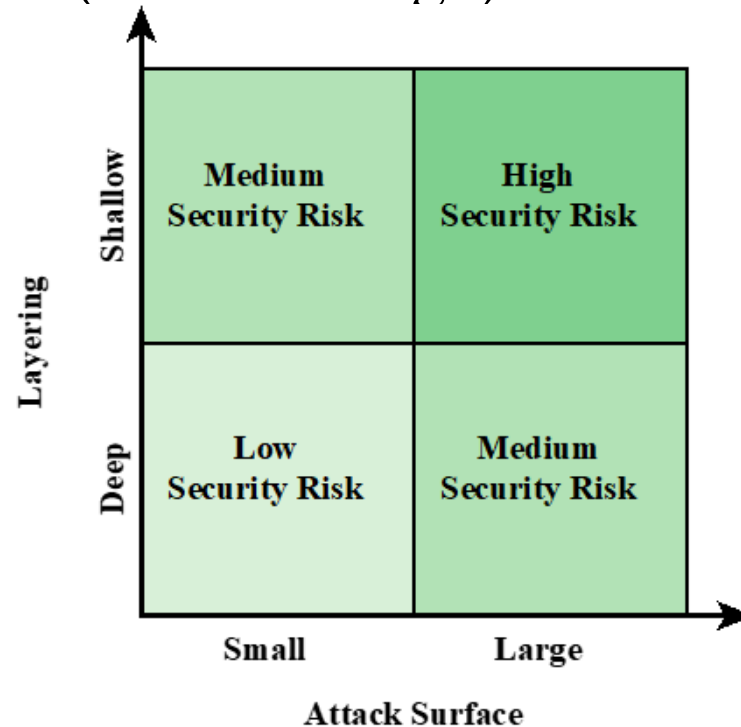 Medium
Security Risk
High
Security Risk
Low
Security Risk
Medium
Security Risk
Shallow
Deep
Layering
Small
Large
Attack Surface